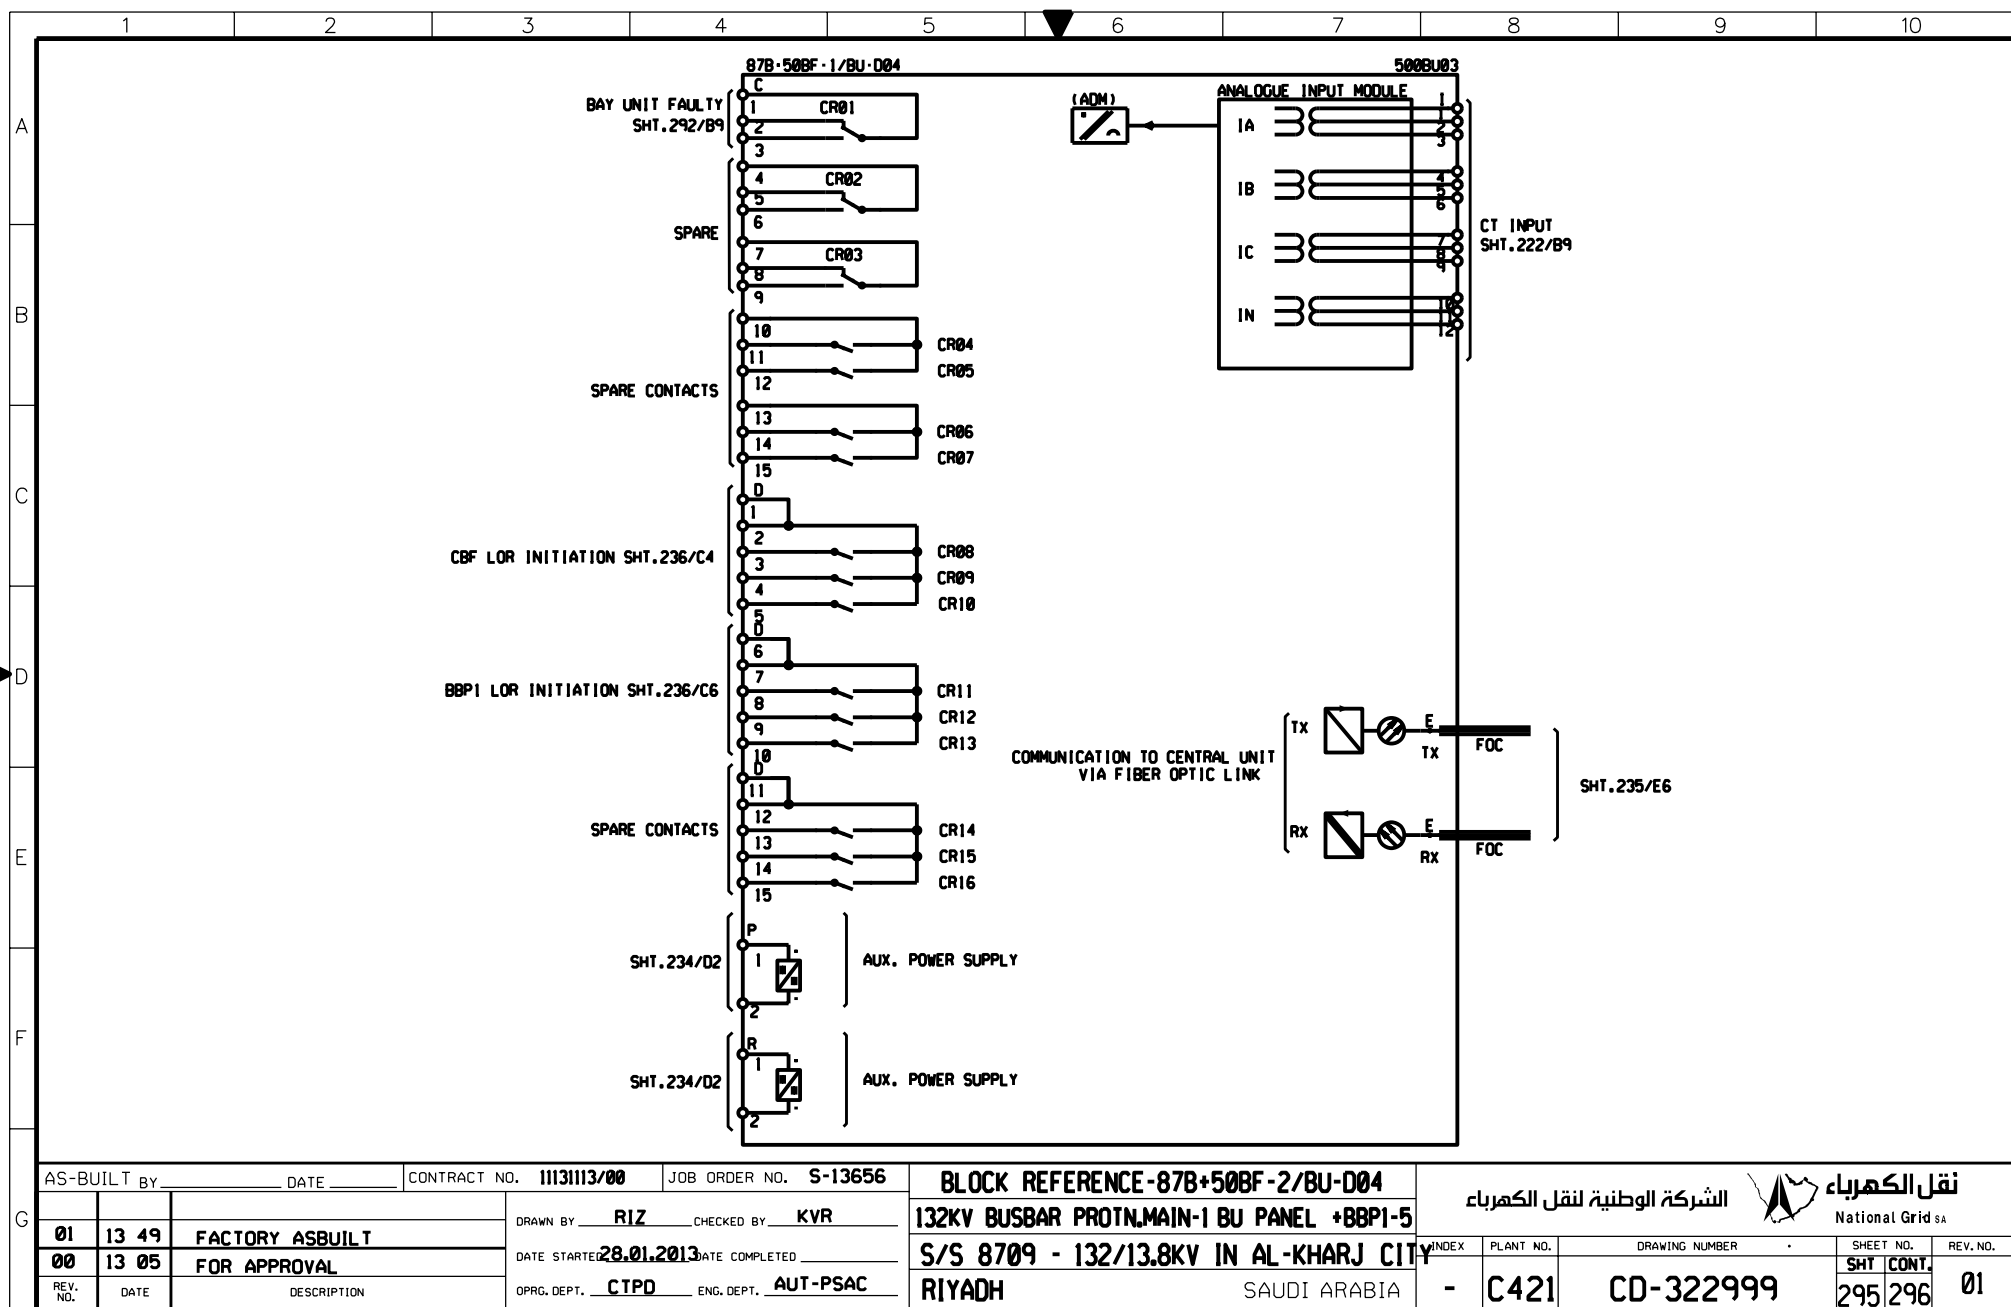 1 2 3 4 5 6 7 8 9 10
A
B
C
D
E
F
G
87B-50BF-1/BU-D04
500BU03
BAY UNIT FAULTY
SHT.292/B9
C
1
2
3
CR01
SPARE
4
5
6
CR02
7
8
9
CR03
SPARE CONTACTS
10
11
12
CR04
CR05
13
14
15
CR06
CR07
CBF LOR INITIATION SHT.236/C4
D
1
2
3
4
5
CR08
CR09
CR10
BBP1 LOR INITIATION SHT.236/C6
D
6
7
8
9
10
CR11
CR12
CR13
SPARE CONTACTS
D
11
12
13
14
15
CR14
CR15
CR16
SHT.234/D2
P
1
2
AUX. POWER SUPPLY
SHT.234/D2
R
1
2
AUX. POWER SUPPLY
(ADM)
ANALOGUE INPUT MODULE
IA
I
1
2
3
IB
4
5
6
IC
7
8
9
IN
10
11
12
CT INPUT
SHT.222/B9
COMMUNICATION TO CENTRAL UNIT
VIA FIBER OPTIC LINK
TX
E
TX
FOC
RX
E
RX
FOC
SHT.235/E6
AS-BUILT BY DATE
CONTRACT NO. 11131113/00
JOB ORDER NO. S-13656
01 13 49 FACTORY ASBUILT
00 13 05 FOR APPROVAL
REV. NO. DATE DESCRIPTION
DRAWN BY RIZ CHECKED BY KVR
DATE STARTED 28.01.2013 DATE COMPLETED
OPRG. DEPT. CTPD ENG. DEPT. AUT-PSAC
BLOCK REFERENCE-87B+50BF-2/BU-D04
132KV BUSBAR PROTN.MAIN-1 BU PANEL +BBP1-5
S/S 8709 - 132/13.8KV IN AL-KHARJ CITY
RIYADH SAUDI ARABIA
الشركة الوطنية لنقل الكهرباء
نقل الكهرباء
National Grid SA
INDEX PLANT NO. DRAWING NUMBER SHEET NO. REV. NO.
SHT CONT.
- C421 CD-322999 295 296 01